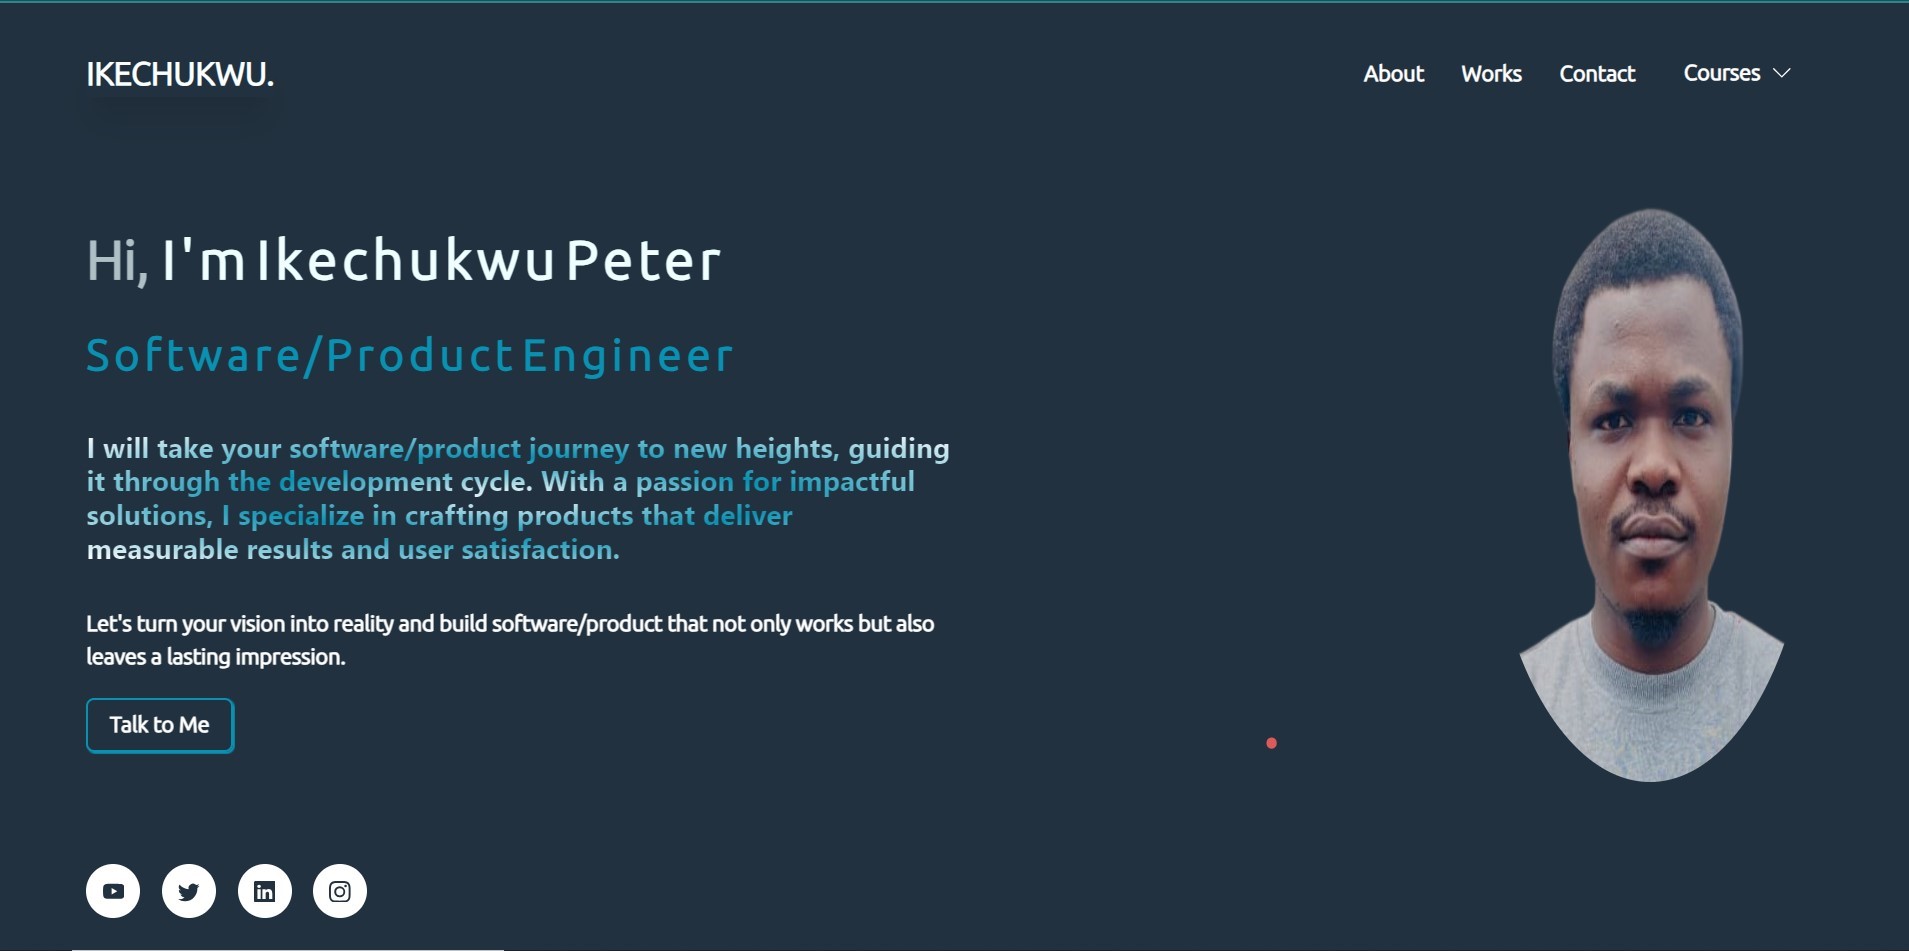 IKECHUKWU.
About Works Contact Courses
Hi, I'm Ikechukwu Peter
Software/Product Engineer
I will take your software/product journey to new heights, guiding
it through the development cycle. With a passion for impactful
solutions, I specialize in crafting products that deliver
measurable results and user satisfaction.
Let's turn your vision into reality and build software/product that not only works but also
leaves a lasting impression.
Talk to Me
in